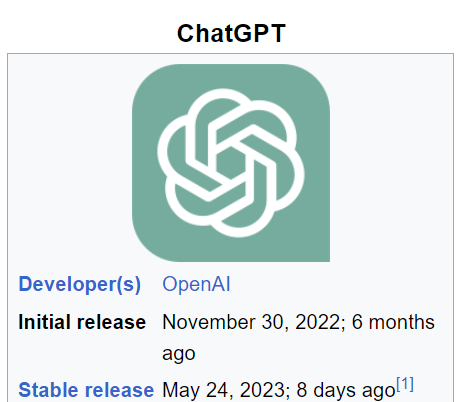 ChatGPT
Developer(s) OpenAI
Initial release November 30, 2022; 6 months
ago
Stable release May 24, 2023; 8 days ago[1]